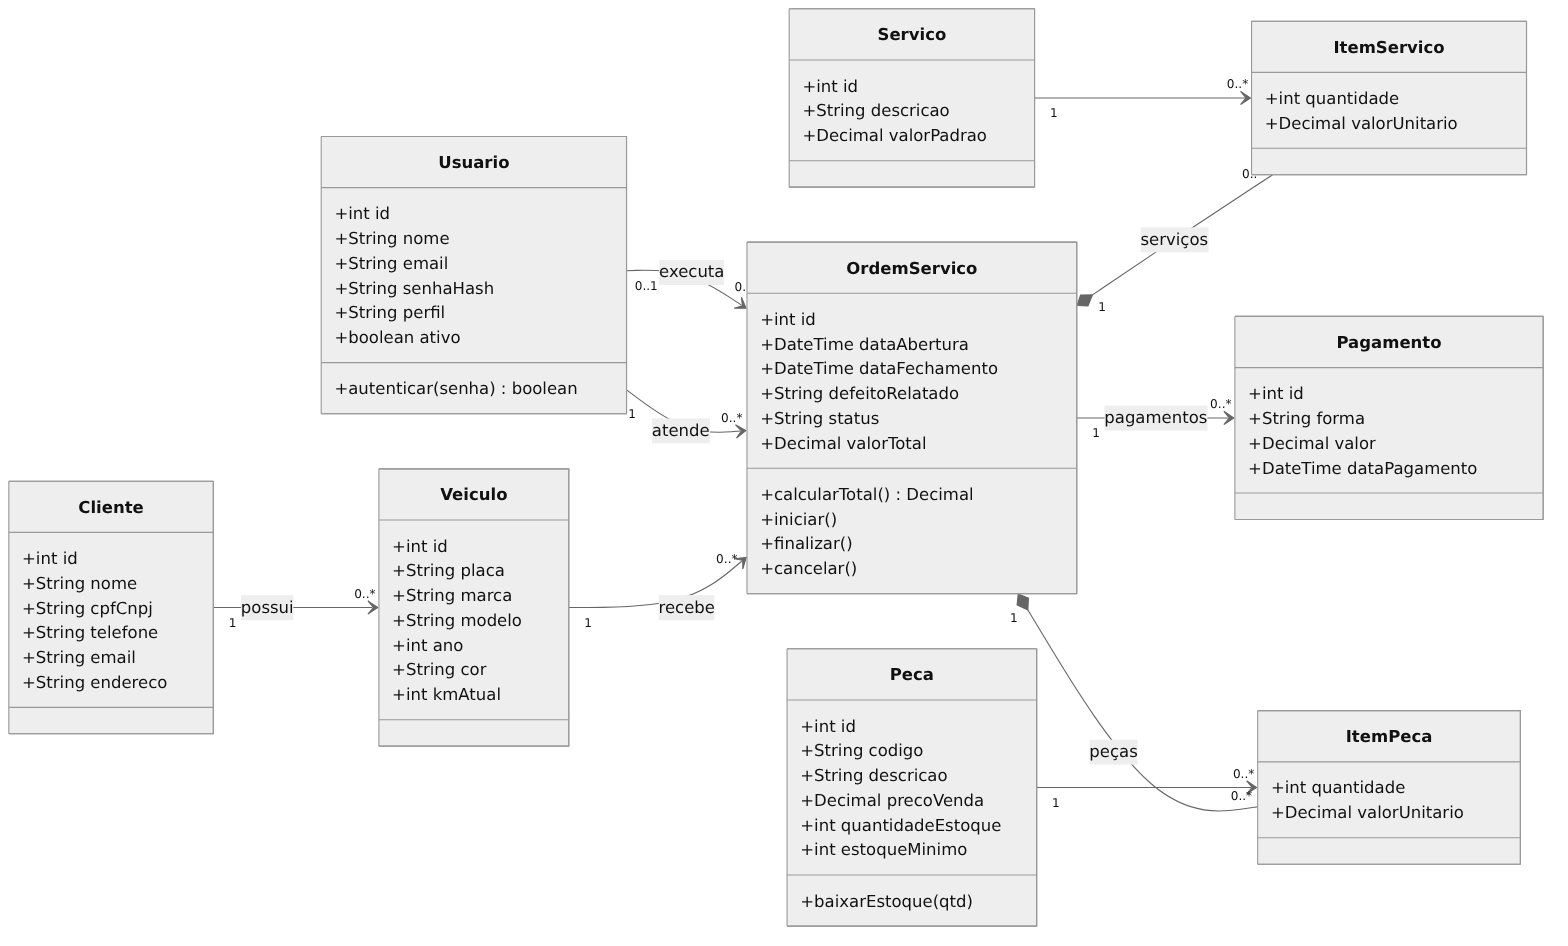 Servico
+int id
+String descricao
+Decimal valorPadrao
1
0..*
ItemServico
+int quantidade
+Decimal valorUnitario
0..
serviços
1
Usuario
+int id
+String nome
+String email
+String senhaHash
+String perfil
+boolean ativo
+autenticar(senha) : boolean
0..1
executa
0.
1
atende
0..*
OrdemServico
+int id
+DateTime dataAbertura
+DateTime dataFechamento
+String defeitoRelatado
+String status
+Decimal valorTotal
+calcularTotal() : Decimal
+iniciar()
+finalizar()
+cancelar()
1
pagamentos
0..*
Pagamento
+int id
+String forma
+Decimal valor
+DateTime dataPagamento
Cliente
+int id
+String nome
+String cpfCnpj
+String telefone
+String email
+String endereco
1
possui
0..*
Veiculo
+int id
+String placa
+String marca
+String modelo
+int ano
+String cor
+int kmAtual
1
recebe
0..*
1
peças
0..*
Peca
+int id
+String codigo
+String descricao
+Decimal precoVenda
+int quantidadeEstoque
+int estoqueMinimo
+baixarEstoque(qtd)
1
0..*
ItemPeca
+int quantidade
+Decimal valorUnitario